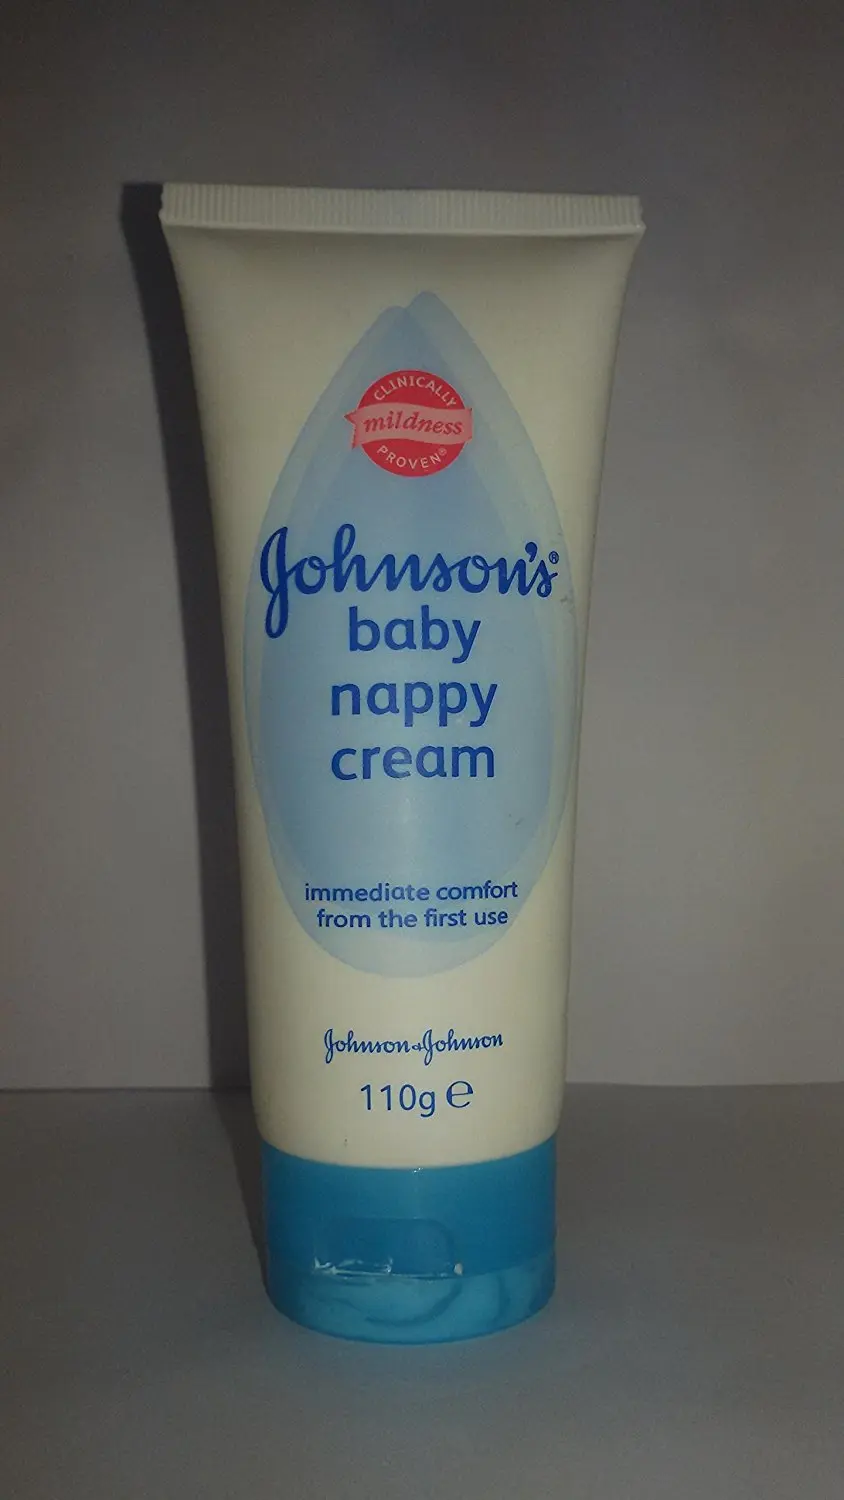 CLINICALLY
mildness
PROVEN®
Johnson's®
baby
nappy
cream
immediate comfort
from the first use
Johnson & Johnson
110g ℮